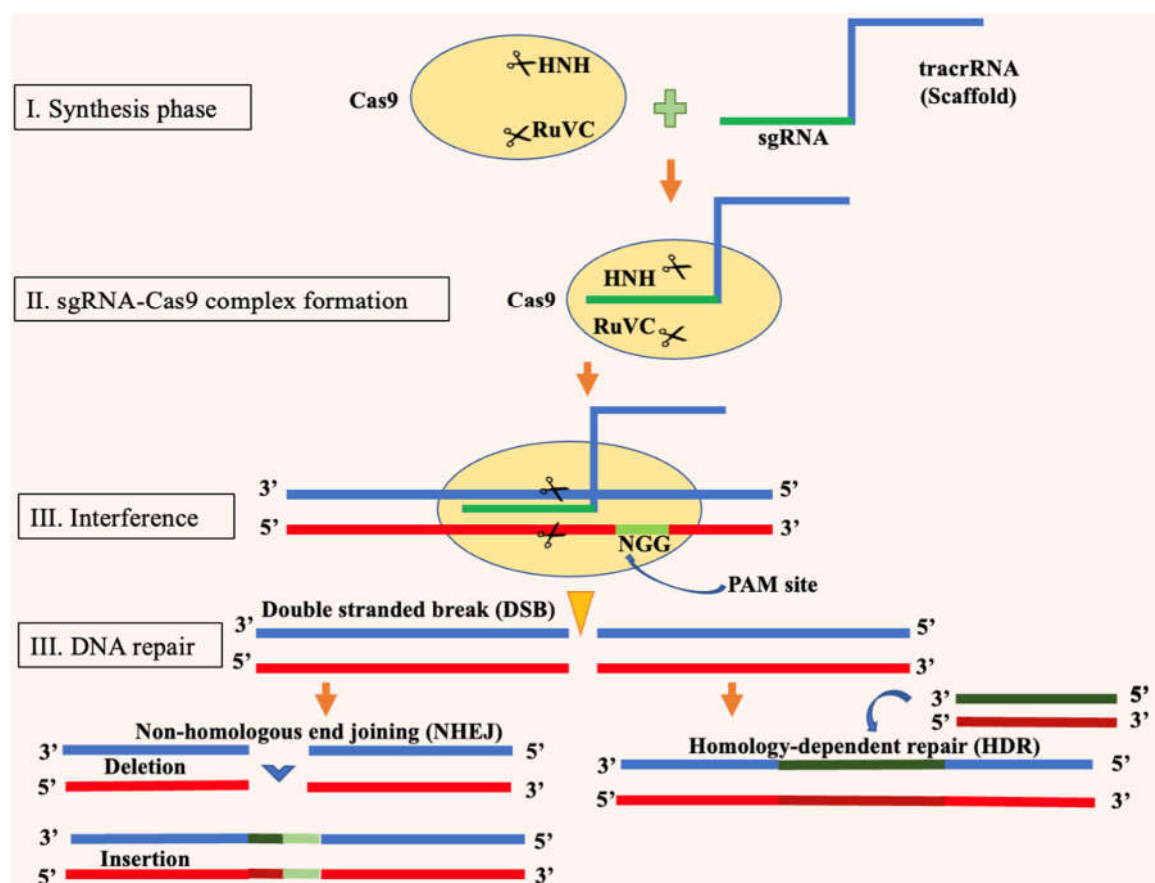 I. Synthesis phase
Cas9
HNH
RuVC
tracrRNA
(Scaffold)
sgRNA
II. sgRNA-Cas9 complex formation
Cas9
HNH
RuVC
III. Interference
3’
5’
5’
3’
NGG
PAM site
Double stranded break (DSB)
III. DNA repair
3’
5’
5’
3’
3’
5’
5’
3’
Non-homologous end joining (NHEJ)
3’
5’
Deletion
5’
3’
Homology-dependent repair (HDR)
3’
5’
5’
3’
3’
5’
Insertion
5’
3’